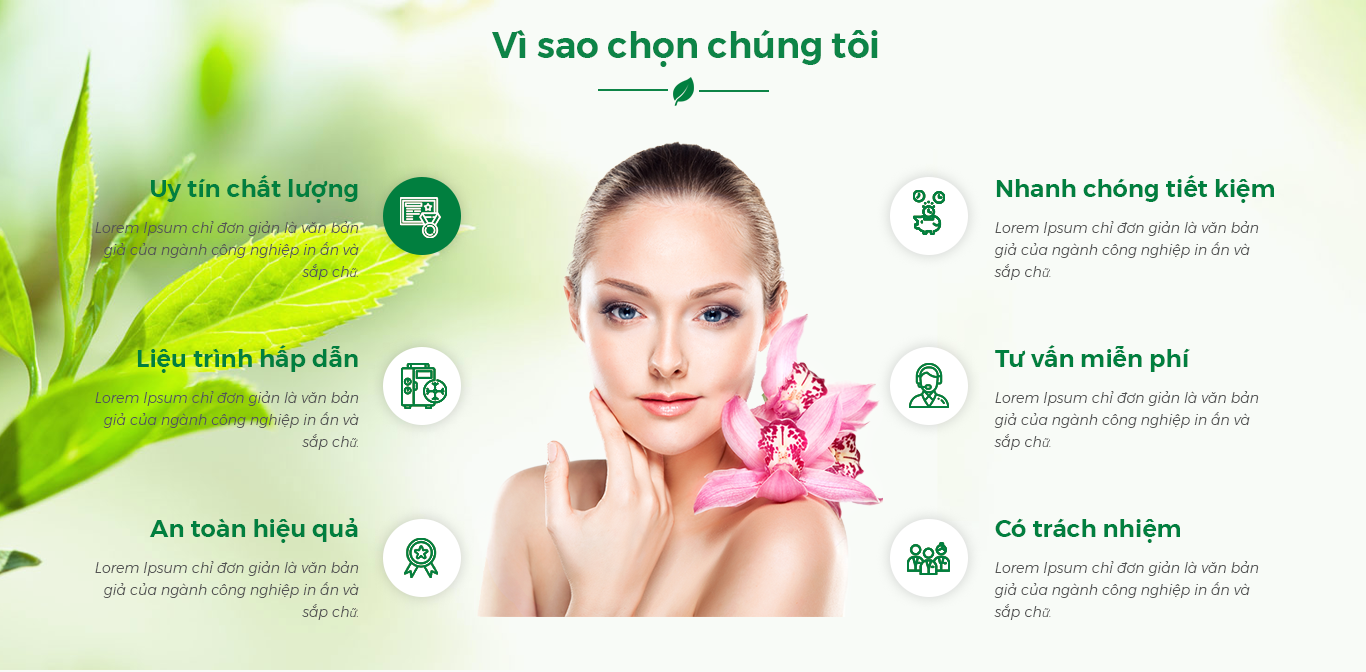 Vì sao chọn chúng tôi
Uy tín chất lượng
Lorem Ipsum chỉ đơn giản là văn bản
giả của ngành công nghiệp in ấn và
sắp chữ.
Liệu trình hấp dẫn
Lorem Ipsum chỉ đơn giản là văn bản
giả của ngành công nghiệp in ấn và
sắp chữ.
An toàn hiệu quả
Lorem Ipsum chỉ đơn giản là văn bản
giả của ngành công nghiệp in ấn và
sắp chữ.
Nhanh chóng tiết kiệm
Lorem Ipsum chỉ đơn giản là văn bản
giả của ngành công nghiệp in ấn và
sắp chữ.
Tư vấn miễn phí
Lorem Ipsum chỉ đơn giản là văn bản
giả của ngành công nghiệp in ấn và
sắp chữ.
Có trách nhiệm
Lorem Ipsum chỉ đơn giản là văn bản
giả của ngành công nghiệp in ấn và
sắp chữ.